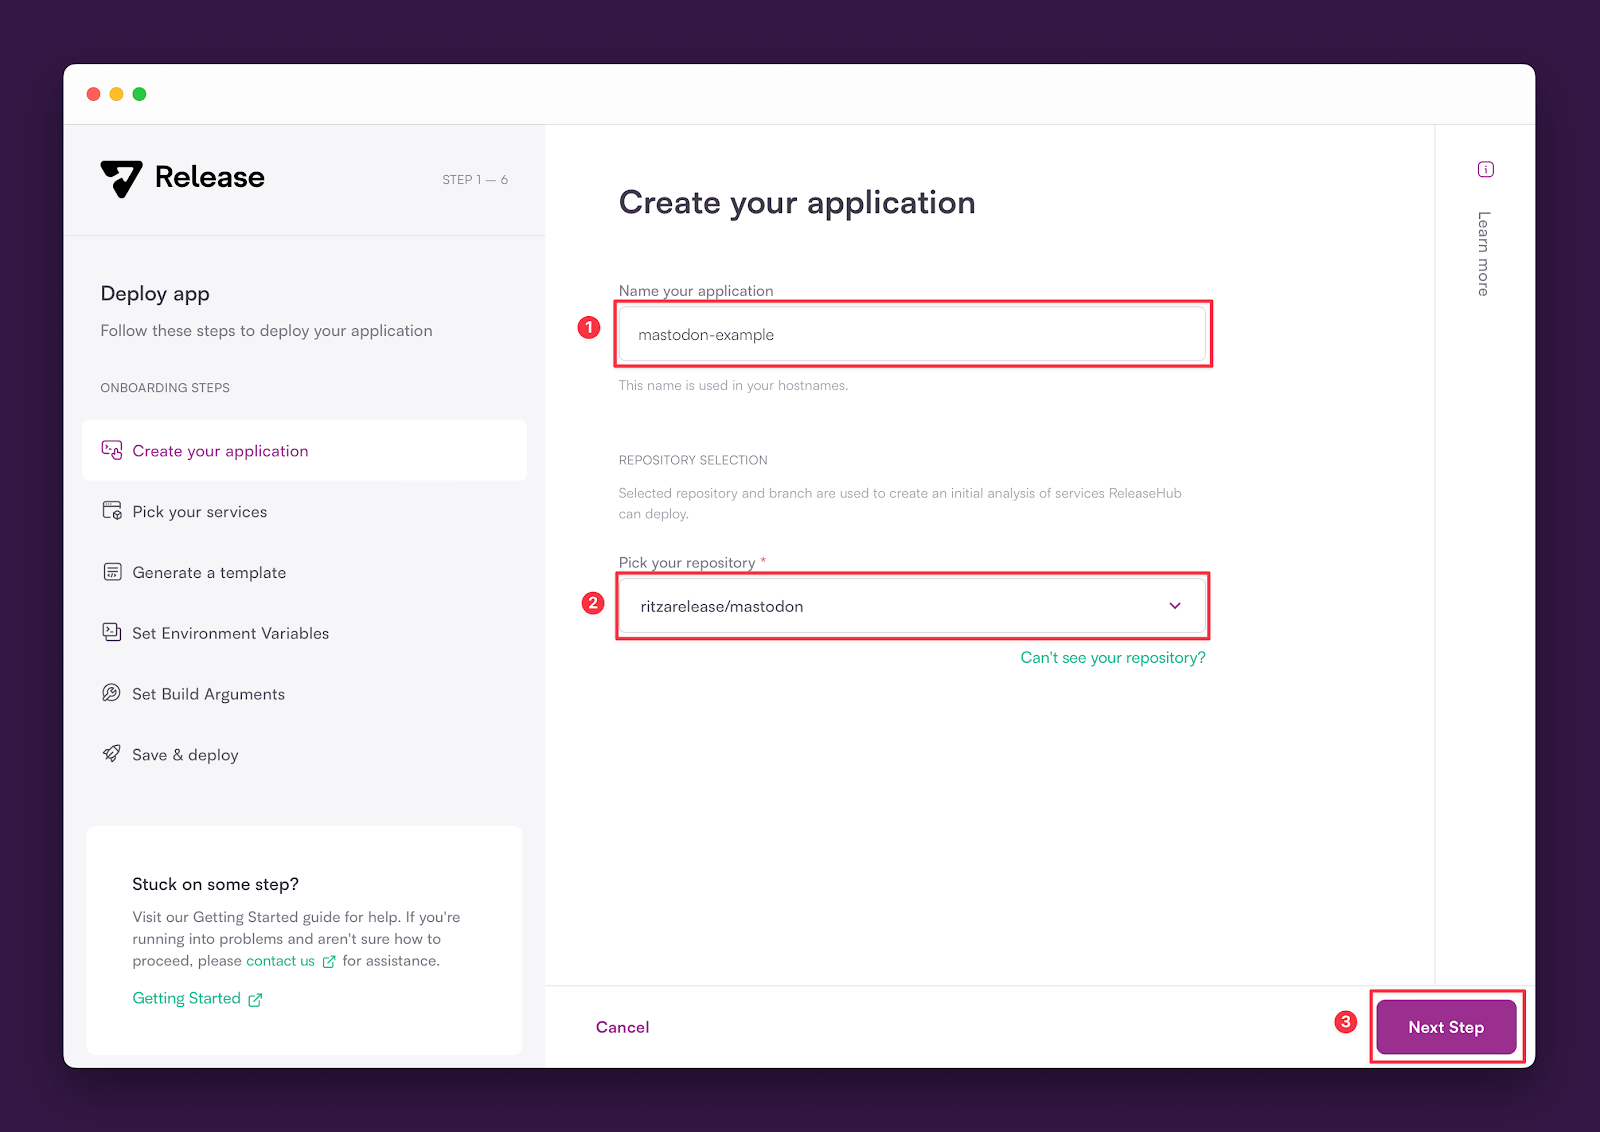 Release
STEP 1 — 6
Deploy app
Follow these steps to deploy your application
ONBOARDING STEPS
Create your application
Pick your services
Generate a template
Set Environment Variables
Set Build Arguments
Save & deploy
Stuck on some step?
Visit our Getting Started guide for help. If you're
running into problems and aren't sure how to
proceed, please contact us for assistance.
Getting Started
Create your application
Name your application
1
mastodon-example
This name is used in your hostnames.
REPOSITORY SELECTION
Selected repository and branch are used to create an initial analysis of services ReleaseHub
can deploy.
Pick your repository *
2
ritzarelease/mastodon
Can't see your repository?
Cancel
3
Next Step
i
Learn more